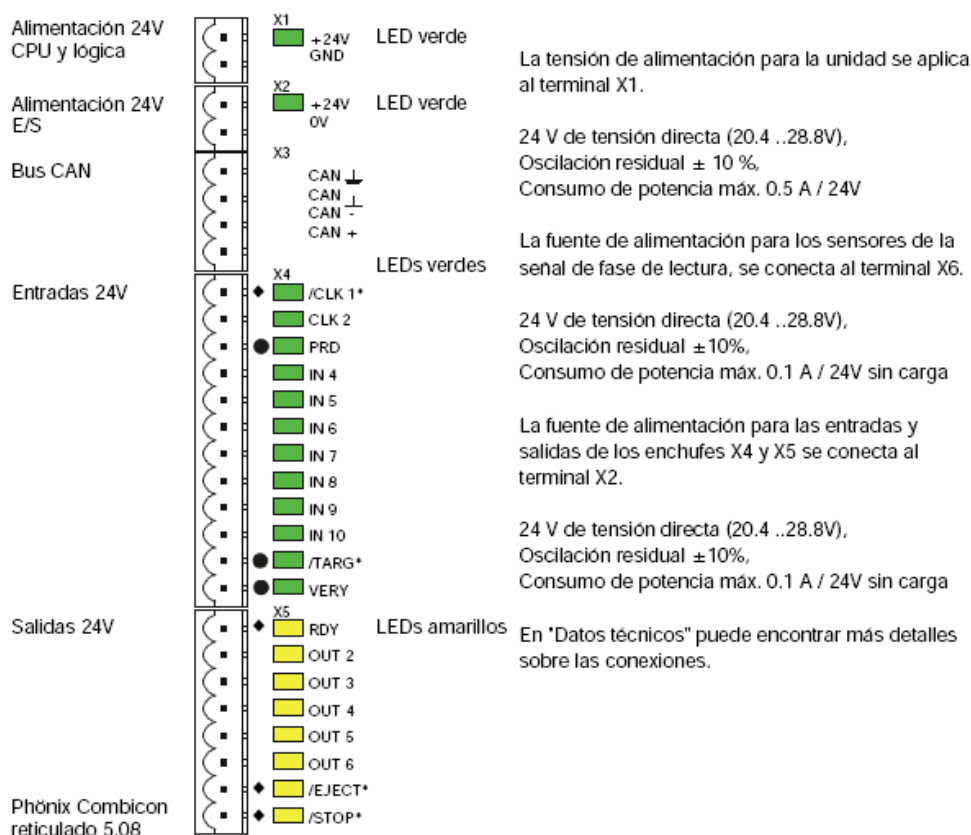 Alimentación 24V
CPU y lógica
X1
+24V
GND
LED verde
Alimentación 24V
E/S
X2
+24V
0V
LED verde
Bus CAN
X3
CAN
CAN
CAN -
CAN +
LEDs verdes
Entradas 24V
X4
/CLK 1*
CLK 2
PRD
IN 4
IN 5
IN 6
IN 7
IN 8
IN 9
IN 10
/TARG*
VERY
Salidas 24V
X5
RDY
LEDs amarillos
OUT 2
OUT 3
OUT 4
OUT 5
OUT 6
/EJECT*
/STOP*
Phönix Combicon
reticulado 5.08
La tensión de alimentación para la unidad se aplica
al terminal X1.
24 V de tensión directa (20.4 ..28.8V),
Oscilación residual ± 10 %,
Consumo de potencia máx. 0.5 A / 24V
La fuente de alimentación para los sensores de la
señal de fase de lectura, se conecta al terminal X6.
24 V de tensión directa (20.4 ..28.8V),
Oscilación residual ±10%,
Consumo de potencia máx. 0.1 A / 24V sin carga
La fuente de alimentación para las entradas y
salidas de los enchufes X4 y X5 se conecta al
terminal X2.
24 V de tensión directa (20.4 ..28.8V),
Oscilación residual ±10%,
Consumo de potencia máx. 0.1 A / 24V sin carga
En "Datos técnicos" puede encontrar más detalles
sobre las conexiones.